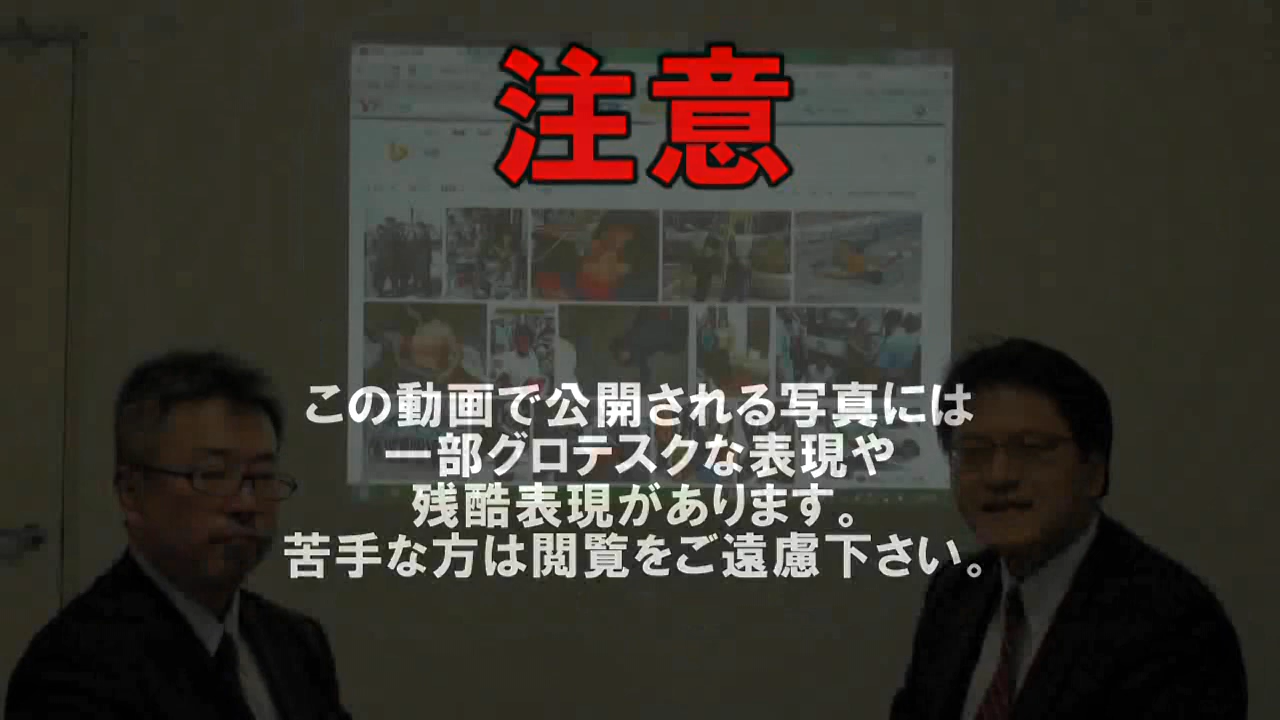 注意
この動画で公開される写真には
一部グロテスクな表現や
残酷表現があります。
苦手な方は閲覧をご遠慮下さい。